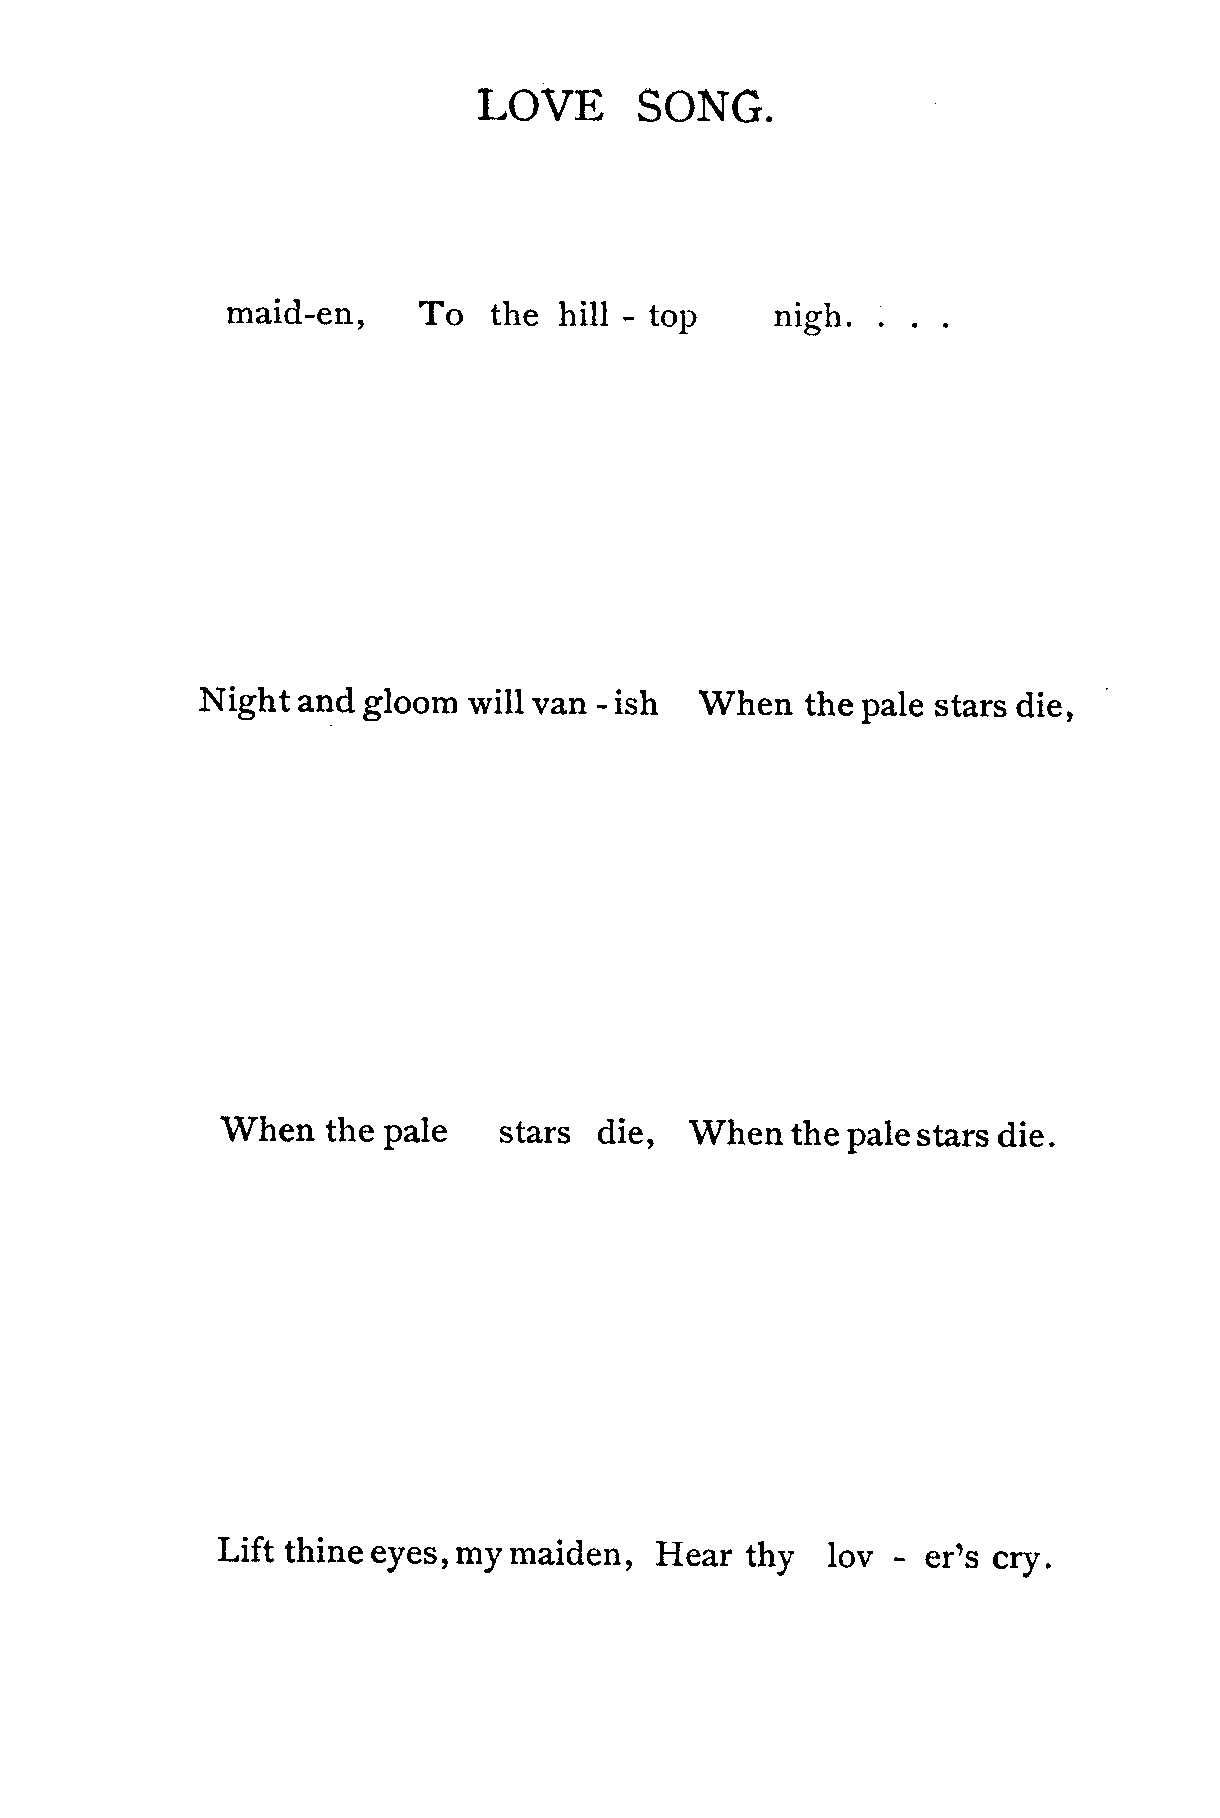 LOVE SONG.
maid-en, To the hill - top nigh. . . .
Night and gloom will van - ish When the pale stars die,
When the pale stars die, When the pale stars die.
Lift thine eyes, my maiden, Hear thy lov - er's cry.